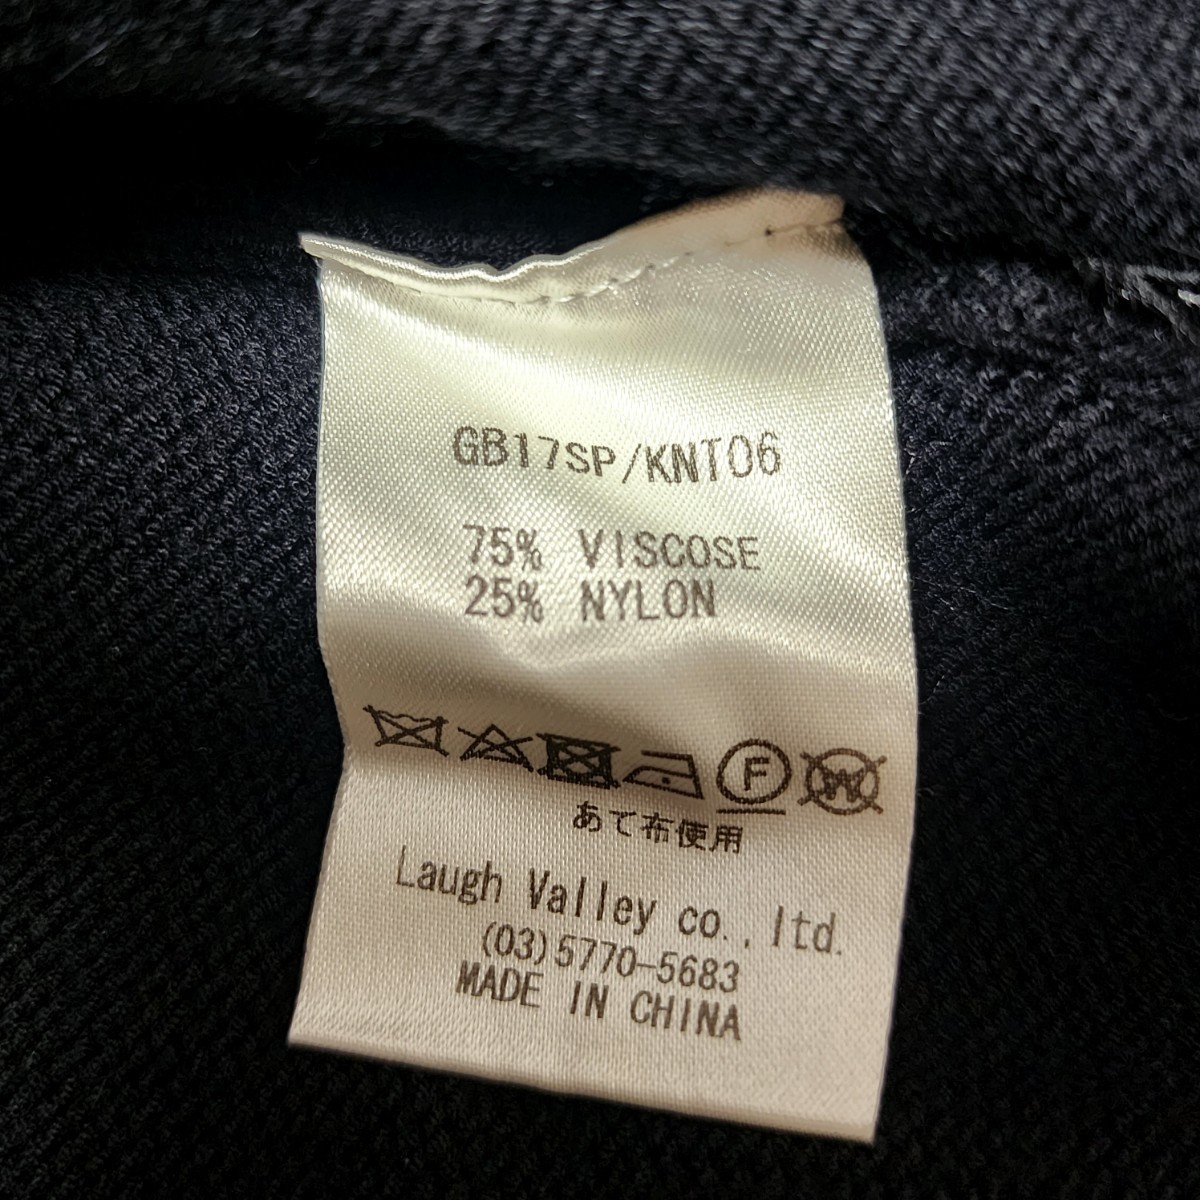 GB17SP/KNT06
75% VISCOSE
25% NYLON
F W
あて布使用
Laugh Valley co., ltd.
(03)5770-5683
MADE IN CHINA